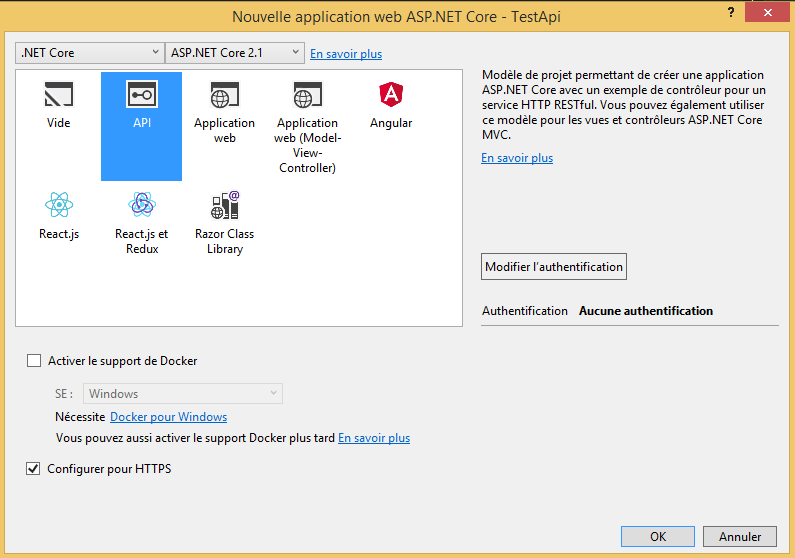 Nouvelle application web ASP.NET Core - TestApi
?
.NET Core
ASP.NET Core 2.1
En savoir plus
Vide
API
Application
web
Application
web (Model-
View-
Controller)
Angular
React.js
React.js et
Redux
Razor Class
Library
Modèle de projet permettant de créer une application
ASP.NET Core avec un exemple de contrôleur pour un
service HTTP RESTful. Vous pouvez également utiliser
ce modèle pour les vues et contrôleurs ASP.NET Core
MVC.
En savoir plus
Modifier l'authentification
Authentification Aucune authentification
Activer le support de Docker
SE : Windows
Nécessite Docker pour Windows
Vous pouvez aussi activer le support Docker plus tard En savoir plus
Configurer pour HTTPS
OK
Annuler